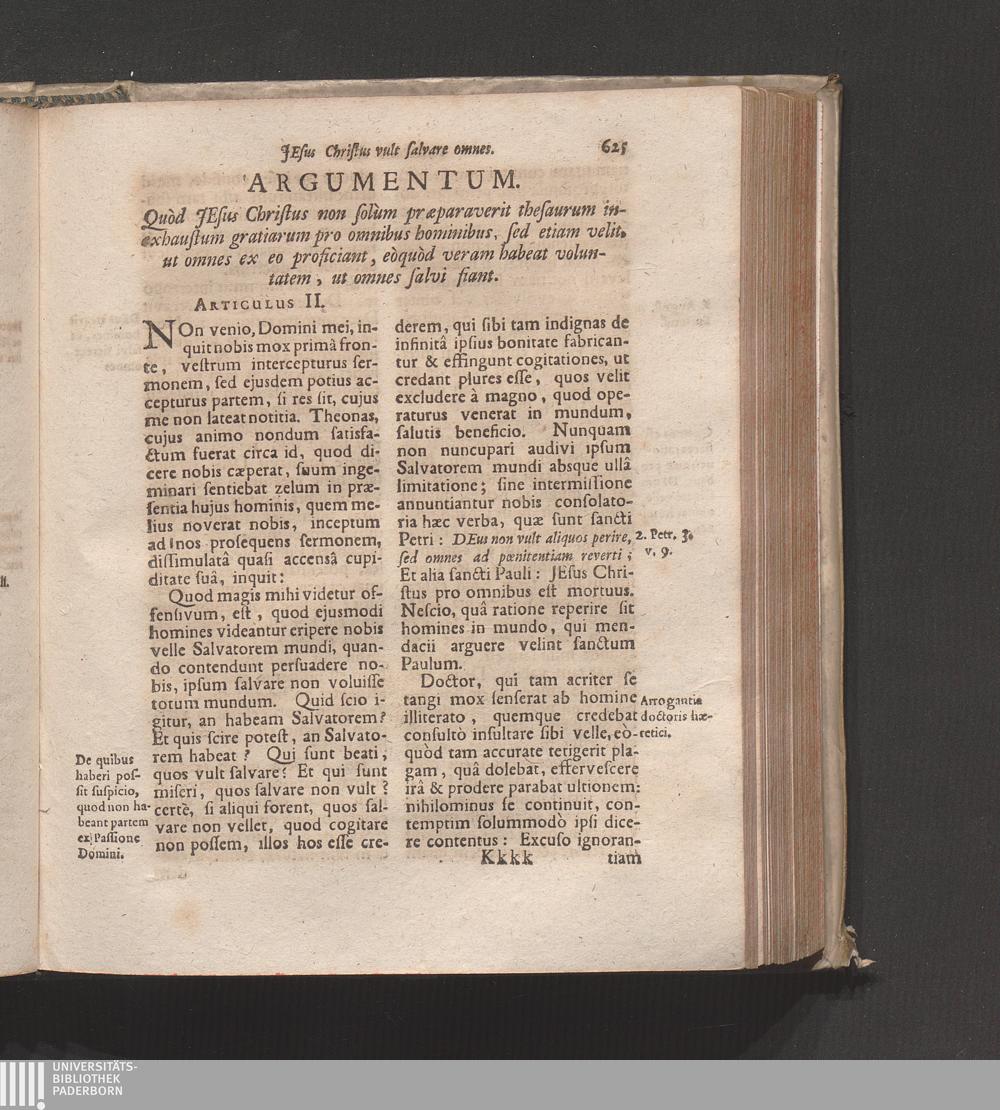 JEsus Christus vult salvare omnes. 625
ARGUMENTUM.
Quòd JEsus Christus non solùm præparaverit thesaurum in-
exhaustum gratiarum pro omnibus hominibus, sed etiam velit,
ut omnes ex eo proficiant, eòquòd veram habeat volun-
tatem, ut omnes salvi fiant.
ARTICULUS II.
NOn venio, Domini mei, in-
quit nobis mox primâ fron-
te, vestrum intercepturus ser-
monem, sed ejusdem potius ac-
cepturus partem, si res sit, cujus
me non lateat notitia. Theonas,
cujus animo nondum satisfa-
ctum fuerat circa id, quod di-
cere nobis cæperat, suum inge-
minari sentiebat zelum in præ-
sentia hujus hominis, quem me-
lius noverat nobis, inceptum
ad nos prosequens sermonem,
dissimulatâ quasi accensâ cupi-
ditate suâ, inquit:
Quod magis mihi videtur of-
fensivum, est, quod ejusmodi
homines videantur eripere nobis
velle Salvatorem mundi, quan-
do contendunt persuadere no-
bis, ipsum salvare non voluisse
totum mundum. Quid scio i-
gitur, an habeam Salvatorem?
Et quis scire potest, an Salvato-
rem habeat? Qui sunt beati,
quos vult salvare? Et qui sunt
miseri, quos salvare non vult?
certè, si aliqui forent, quos sal-
vare non vellet, quod cogitare
non possem, illos hos esse cre-
De quibus
haberi pos-
sit suspicio,
quod non ha-
beant partem
ex Passione
Domini.
derem, qui sibi tam indignas de
infinitâ ipsius bonitate fabrican-
tur & effingunt cogitationes, ut
credant plures esse, quos velit
excludere à magno, quod ope-
raturus venerat in mundum,
salutis beneficio. Nunquam
non nuncupari audivi ipsum
Salvatorem mundi absque ullâ
limitatione; sine intermissione
annuntiantur nobis consolato-
ria hæc verba, quæ sunt sancti
Petri: DEus non vult aliquos perire,
sed omnes ad pœnitentiam reverti;
Et alia sancti Pauli: JEsus Chri-
stus pro omnibus est mortuus.
Nescio, quâ ratione reperire sit
homines in mundo, qui men-
dacii arguere velint sanctum
Paulum.
Doctor, qui tam acriter se
tangi mox senserat ab homine
illiterato, quemque credebat
consultò insultare sibi velle, eò-
quòd tam accurate tetigerit pla-
gam, quâ dolebat, effervescere
irâ & prodere parabat ultionem:
nihilominus se continuit, con-
temptim solummodò ipsi dice-
re contentus: Excuso ignoran-
2. Petr. 3.
v. 9.
Arrogantia
doctoris hæ-
retici.
Kkkk tiam
UNIVERSITÄTS-
BIBLIOTHEK
PADERBORN